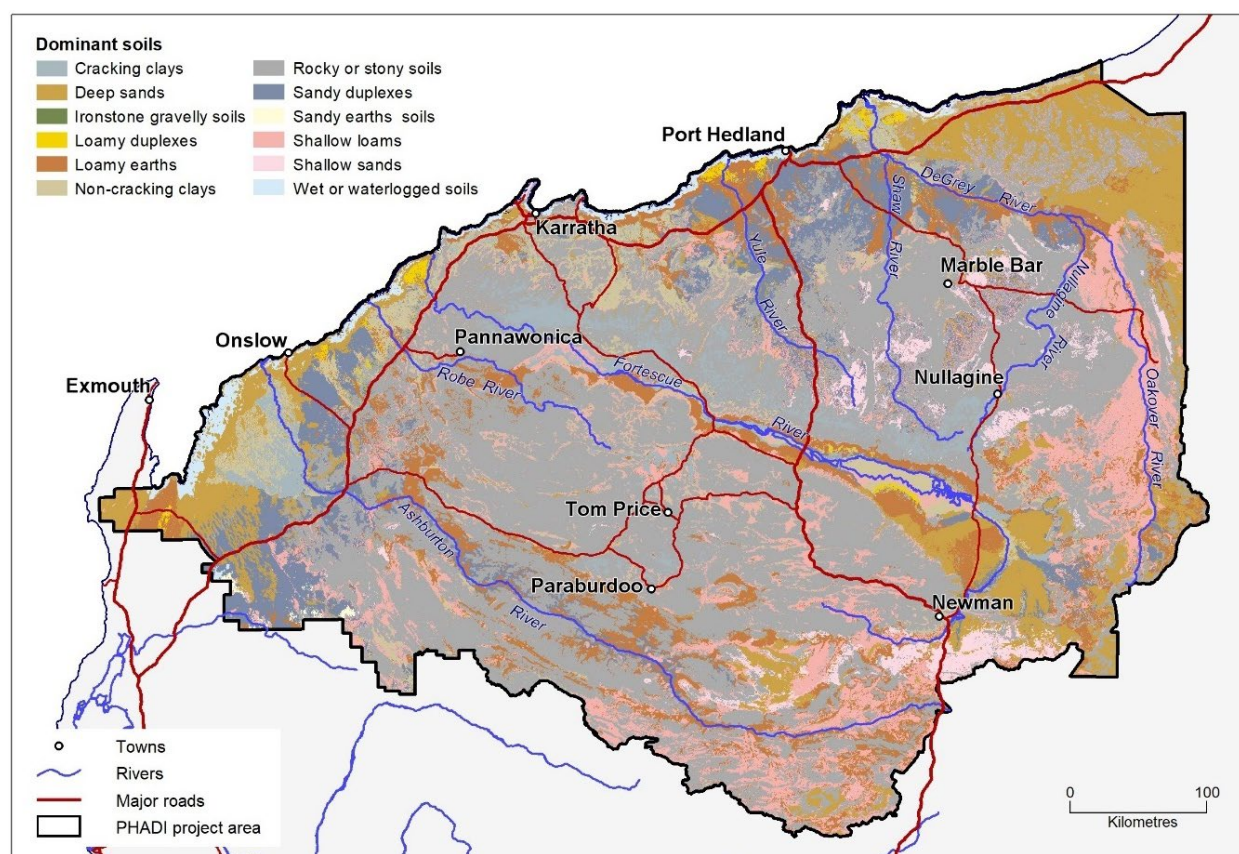 Dominant soils
Cracking clays
Deep sands
Ironstone gravelly soils
Loamy duplexes
Loamy earths
Non-cracking clays
Rocky or stony soils
Sandy duplexes
Sandy earths soils
Shallow loams
Shallow sands
Wet or waterlogged soils
Port Hedland
DeGrey River
Shaw River
Karratha
Yule River
Marble Bar
Nullagine River
Onslow
Pannawonica
Exmouth
Robe River
Fortescue River
Nullagine
Oakover River
Tom Price
Ashburton River
Paraburdoo
Newman
Towns
Rivers
Major roads
PHADI project area
0 100
Kilometres